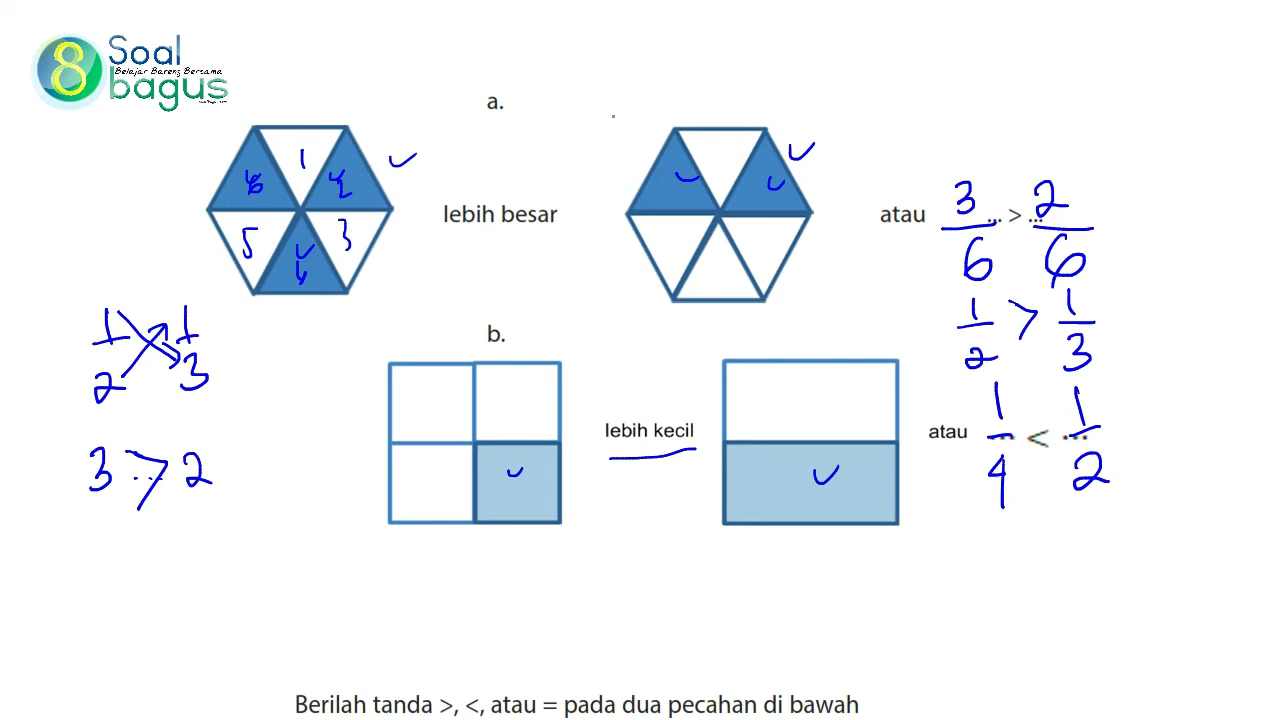 8 Soal
Belajar Bareng Bersama
bagus
a.
6 1 2
5 4 3
lebih besar
atau 3/6 ... > ... 2/6
1/2 > 1/3
1/2 1/3
3 ... > 2
b.
lebih kecil
atau 1/4 ... < ... 1/2
Berilah tanda >, <, atau = pada dua pecahan di bawah